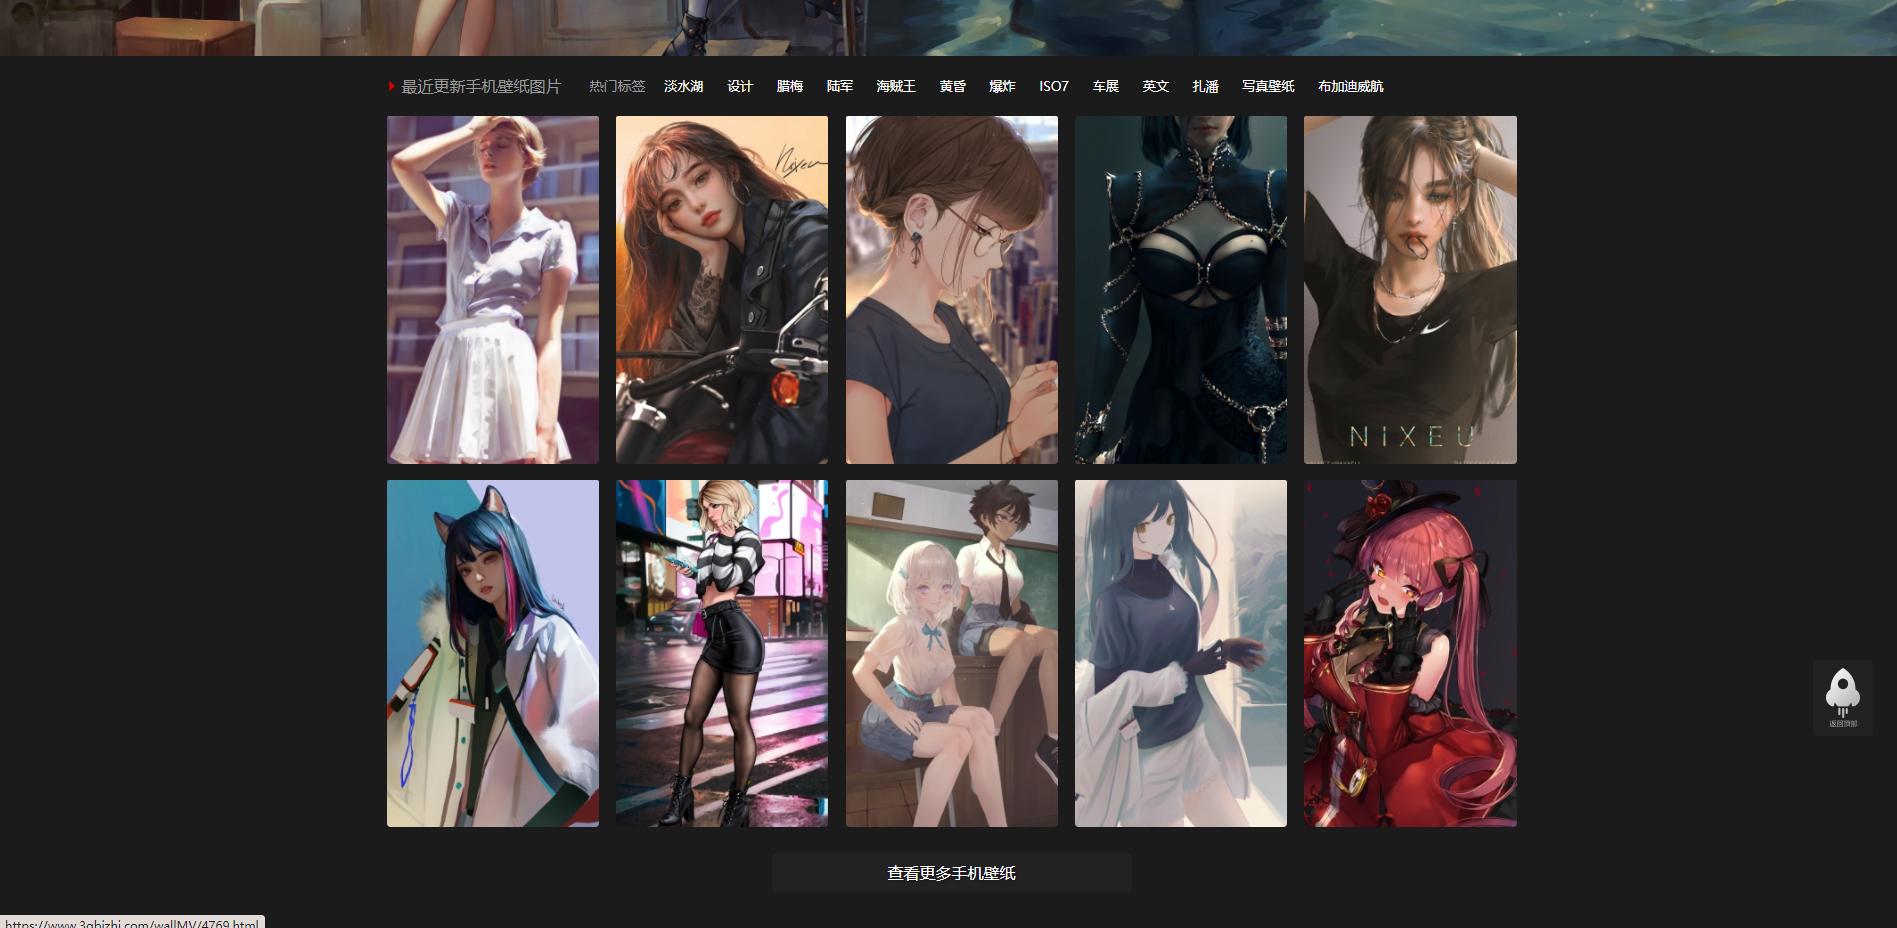 最近更新手机壁纸图片 热门标签 淡水湖 设计 腊梅 陆军 海贼王 黄昏 爆炸 ISO7 车展 英文 扎潘 写真壁纸 布加迪威航
Nixeu
NIXEU
返回顶部
查看更多手机壁纸
https://www.3gbizhi.com/wallMV/4769.html